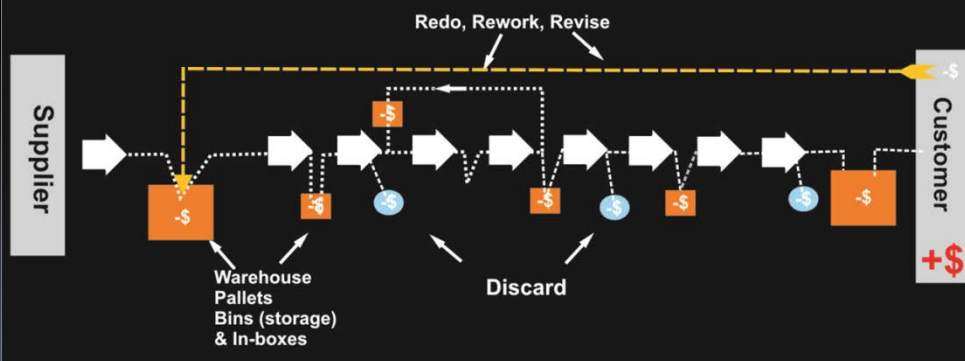 Redo, Rework, Revise
-$
Supplier
Customer
-$
-$
-$
-$
-$
-$
-$
-$
-$
+$
Warehouse
Pallets
Bins (storage)
& In-boxes
Discard